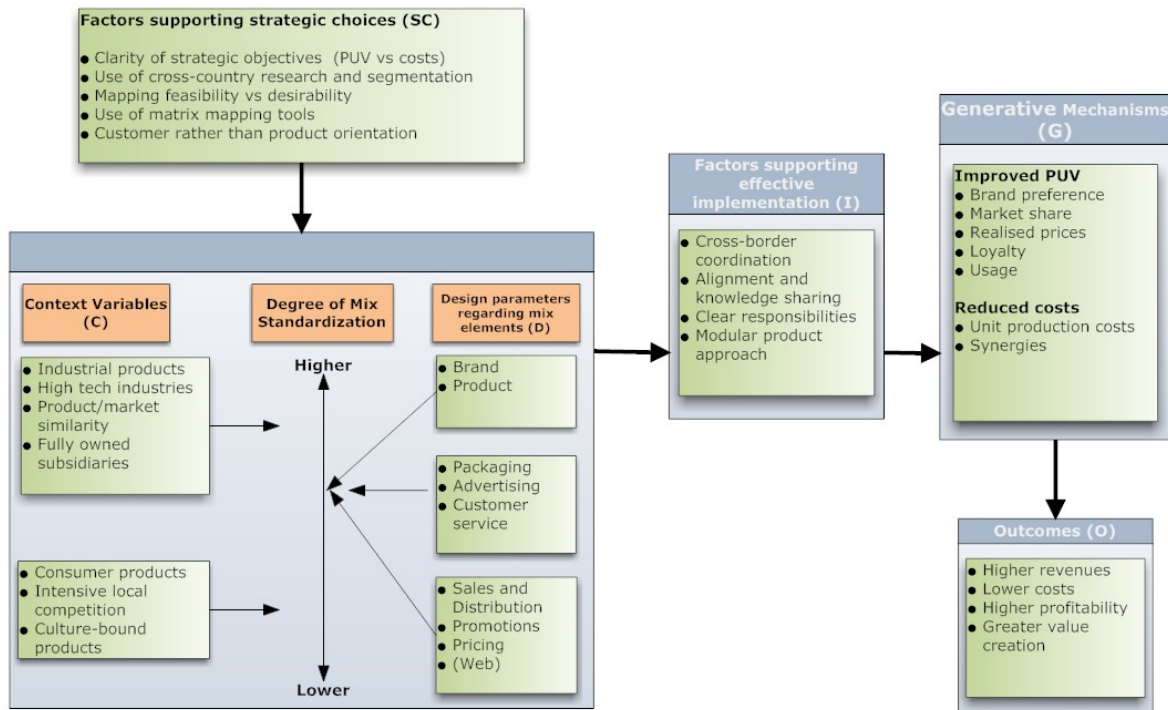 Factors supporting strategic choices (SC)
● Clarity of strategic objectives  (PUV vs costs)
● Use of cross-country research and segmentation
● Mapping feasibility vs desirability
● Use of matrix mapping tools
● Customer rather than product orientation
Context Variables
(C)
Degree of Mix
Standardization
Design parameters
regarding mix
elements (D)
Higher
● Industrial products
● High tech industries
● Product/market
similarity
● Fully owned
subsidiaries
● Consumer products
● Intensive local
competition
● Culture-bound
products
Lower
● Brand
● Product
● Packaging
● Advertising
● Customer
service
● Sales and
Distribution
● Promotions
● Pricing
● (Web)
Factors supporting
effective
implementation (I)
● Cross-border
coordination
● Alignment and
knowledge sharing
● Clear responsibilities
● Modular product
approach
Generative Mechanisms
(G)
Improved PUV
● Brand preference
● Market share
● Realised prices
● Loyalty
● Usage
Reduced costs
● Unit production costs
● Synergies
Outcomes (O)
● Higher revenues
● Lower costs
● Higher profitability
● Greater value
creation